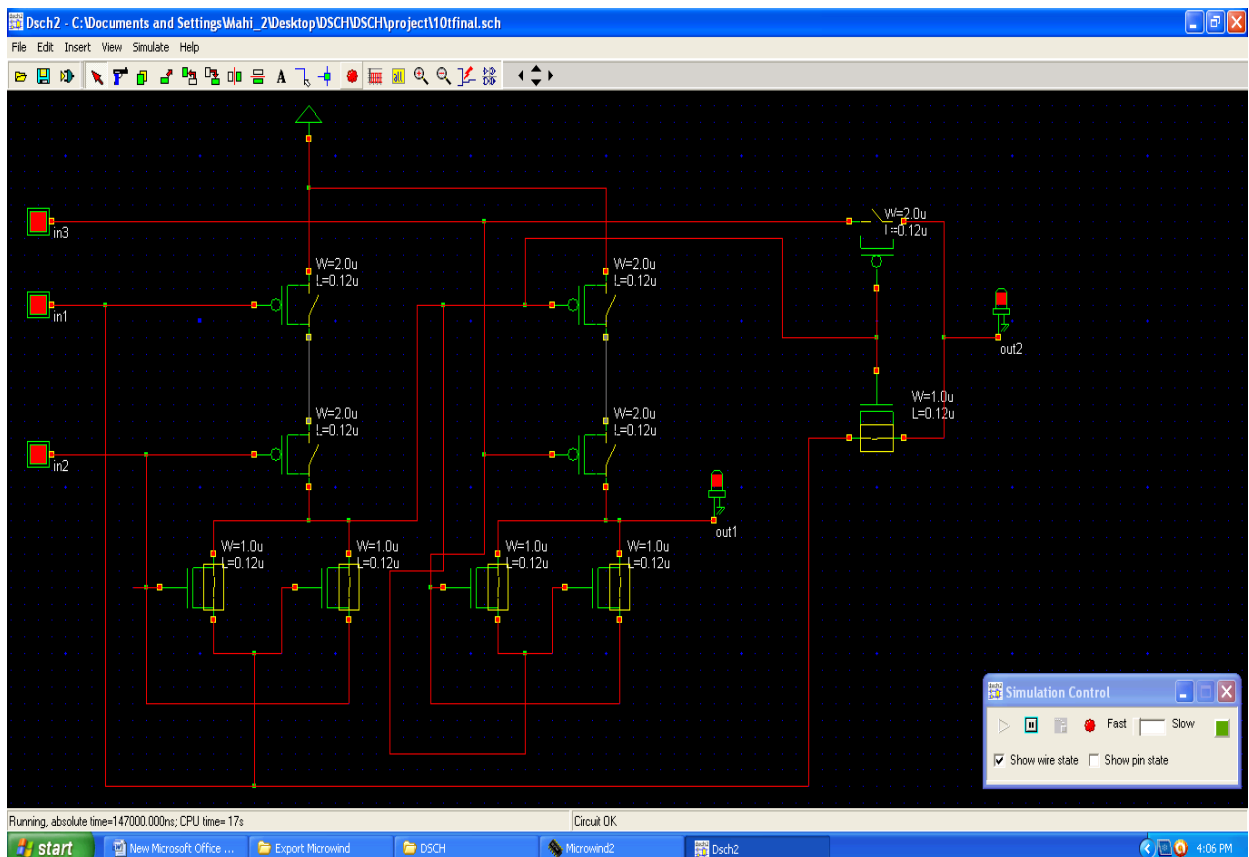 Dsch2 - C:\Documents and Settings\Mahi_2\Desktop\DSCH\DSCH\project\10tfinal.sch
File Edit Insert View Simulate Help
in3
in1
in2
W=2.0u
L=0.12u
W=2.0u
L=0.12u
W=2.0u
L=0.12u
out2
W=1.0u
L=0.12u
W=2.0u
L=0.12u
W=2.0u
L=0.12u
out1
W=1.0u
L=0.12u
W=1.0u
L=0.12u
W=1.0u
L=0.12u
W=1.0u
L=0.12u
Simulation Control
Fast Slow
Show wire state Show pin state
Running, absolute time=147000.000ns; CPU time= 17s Circuit OK
start New Microsoft Office ... Export Microwind DSCH Microwind2 Dsch2 4:06 PM